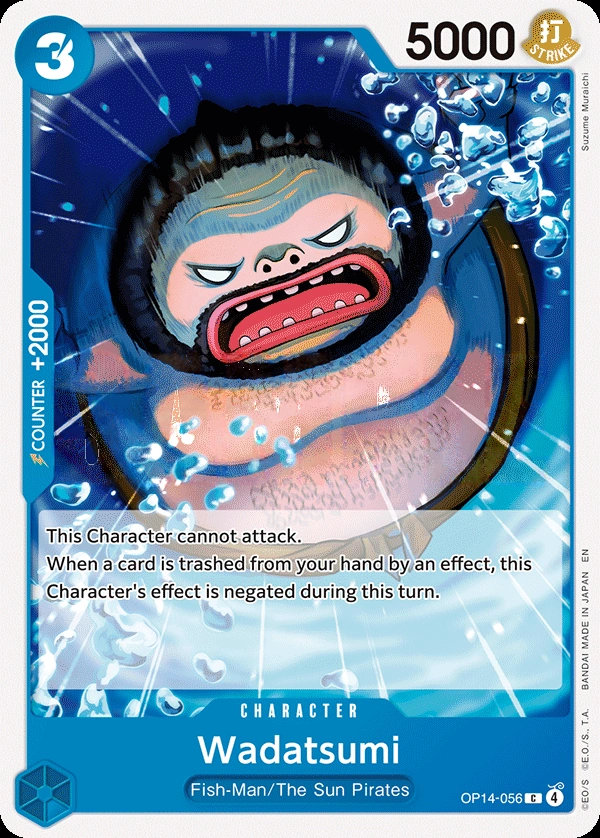 3
5000
打
STRIKE
Suzume Muraichi
COUNTER +2000
This Character cannot attack.
When a card is trashed from your hand by an effect, this
Character's effect is negated during this turn.
CHARACTER
Wadatsumi
Fish-Man/The Sun Pirates
OP14-056 C 4
©EO/S ©E.O./S., T.A. BANDAI MADE IN JAPAN EN